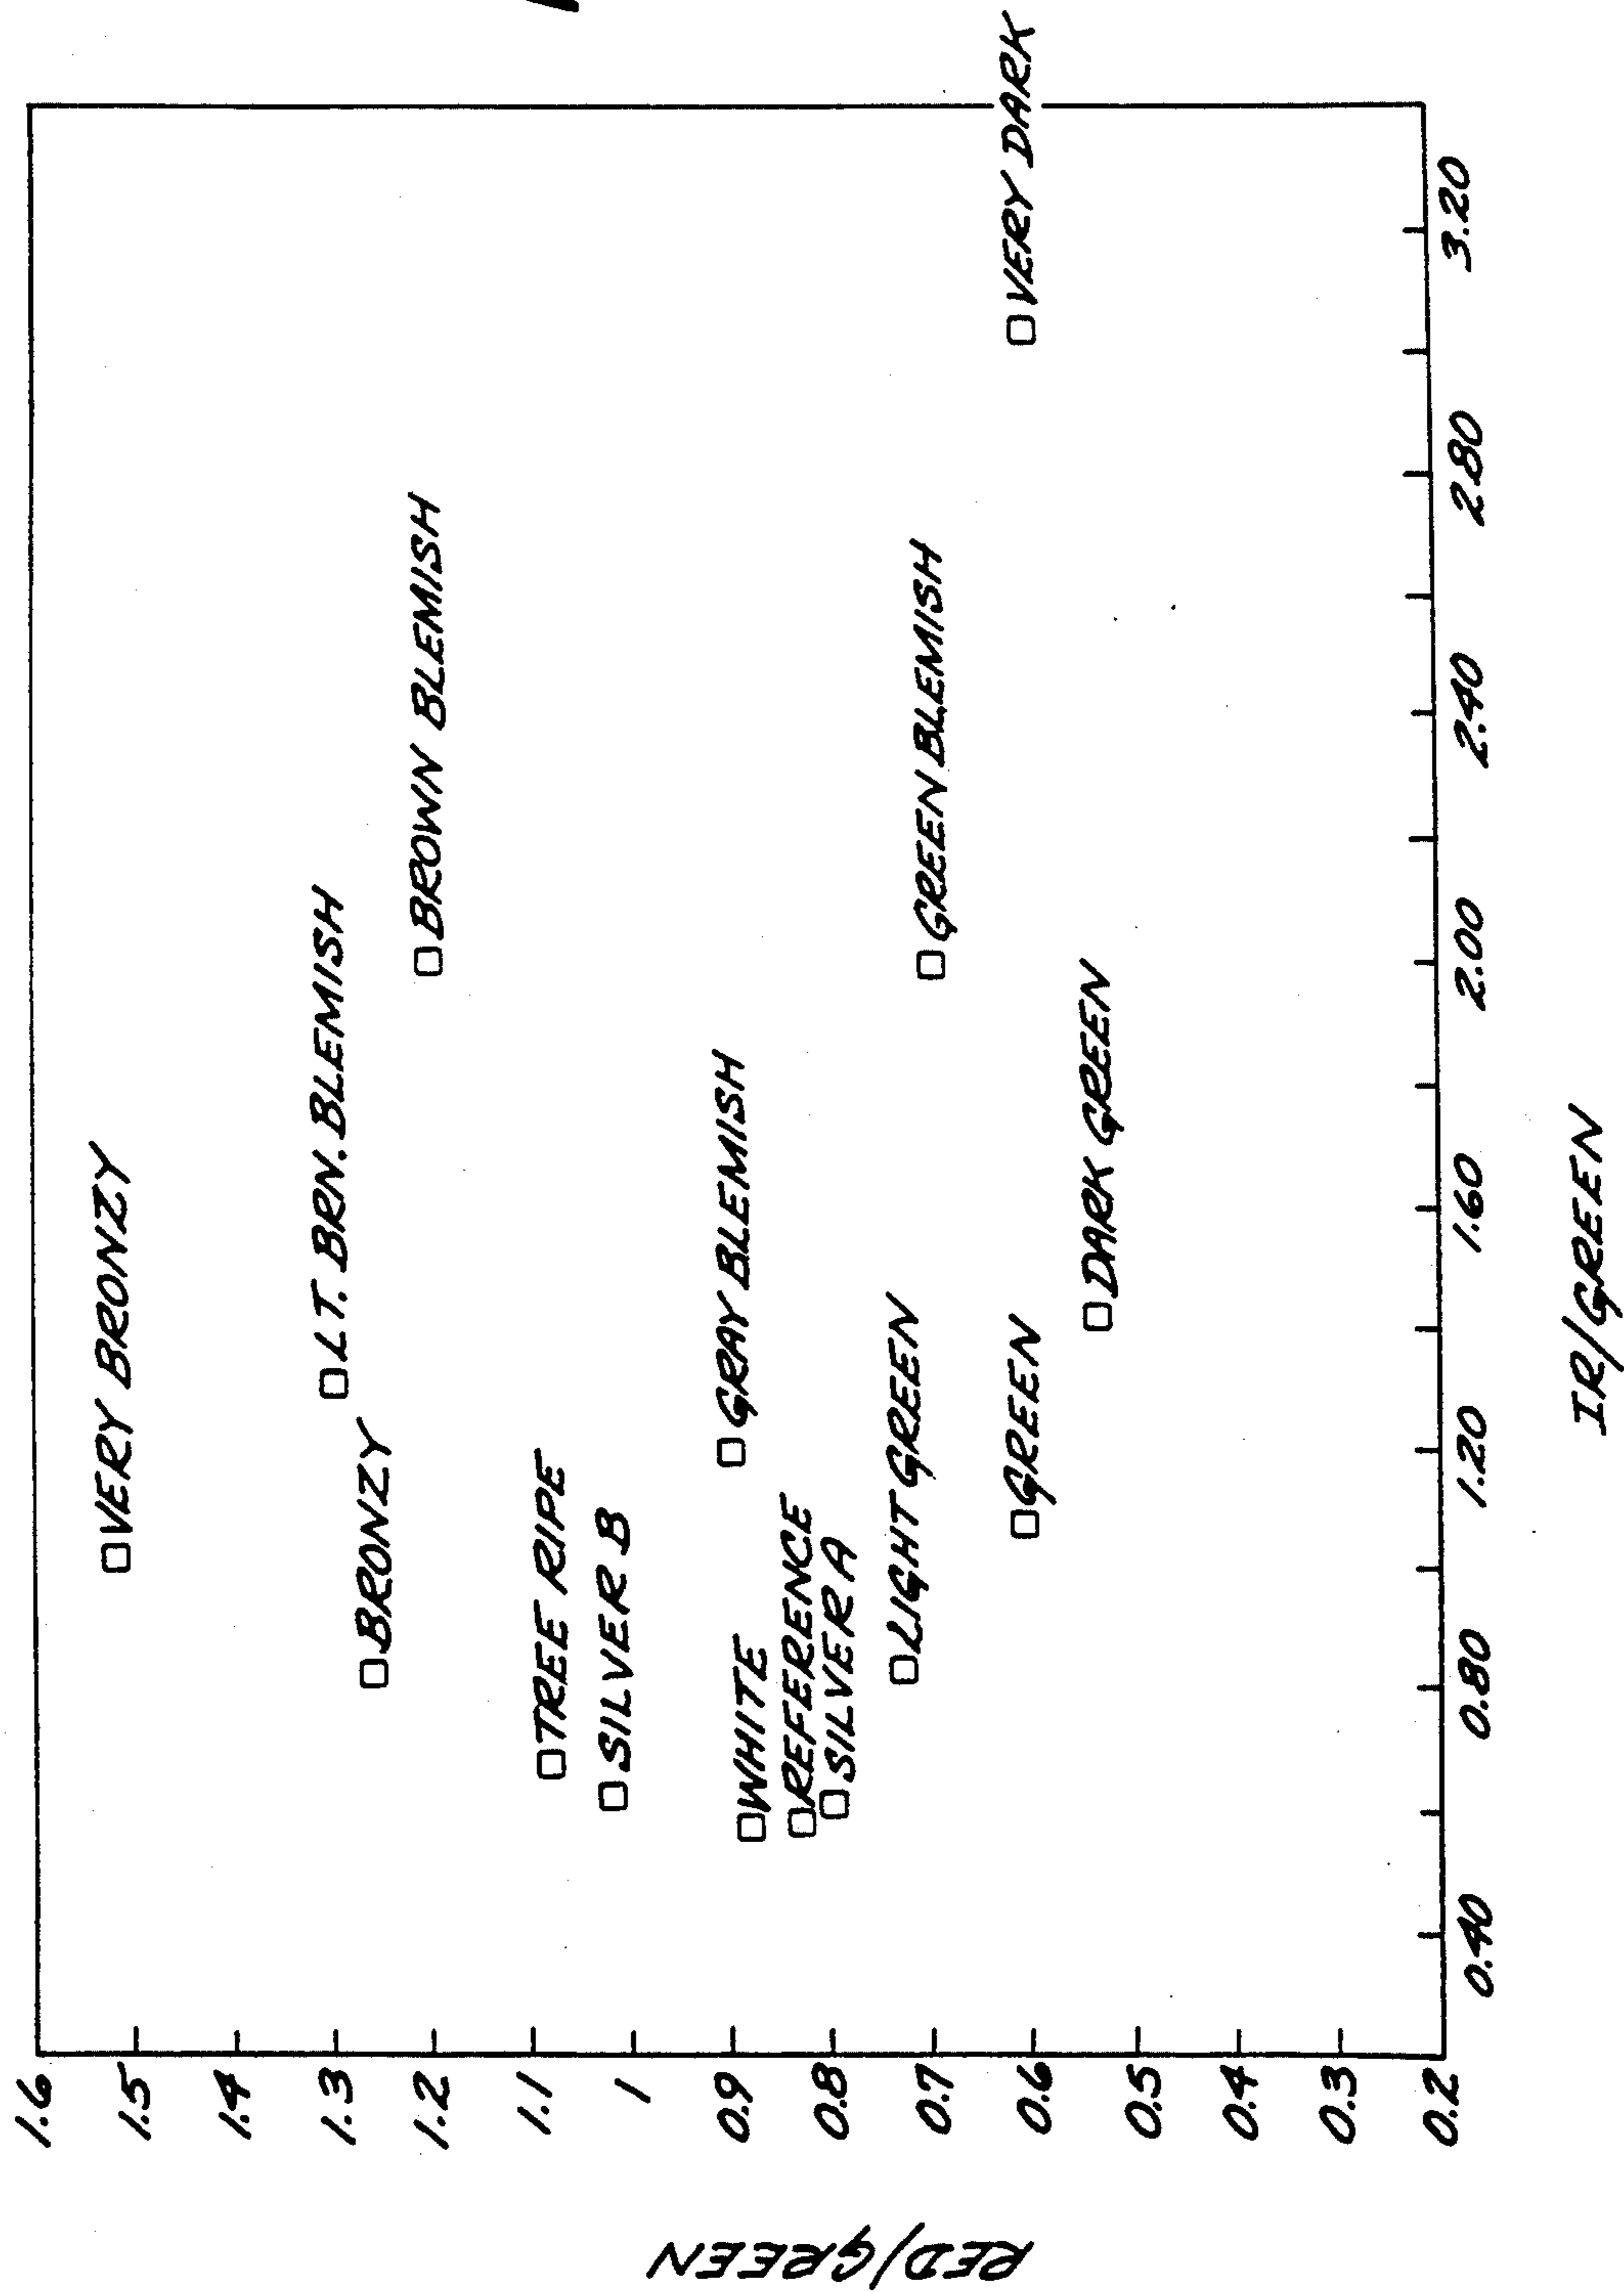 RED/GREEN
1.6
1.5
1.4
1.3
1.2
1.1
1
0.9
0.8
0.7
0.6
0.5
0.4
0.3
0.2
VERY BRONZY
LT. BRN. BLEMISH
BRONZY
BROWN BLEMISH
TREE RIPE
SILVER B
GRAY BLEMISH
WHITE
REFERENCE
SILVER A
LIGHT GREEN
GREEN BLEMISH
GREEN
VERY DARK
DARK GREEN
0.40
0.80
1.20
1.60
2.00
2.40
2.80
3.20
IR/GREEN